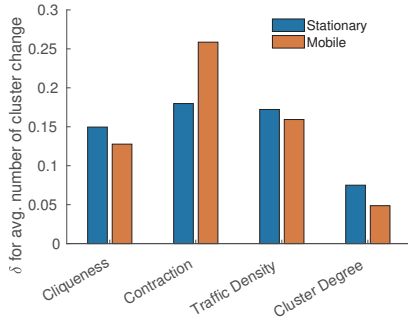 0.3
0.25
0.2
0.15
0.1
0.05
0
δ for avg. number of cluster change
Stationary
Mobile
Cliqueness
Contraction
Traffic Density
Cluster Degree